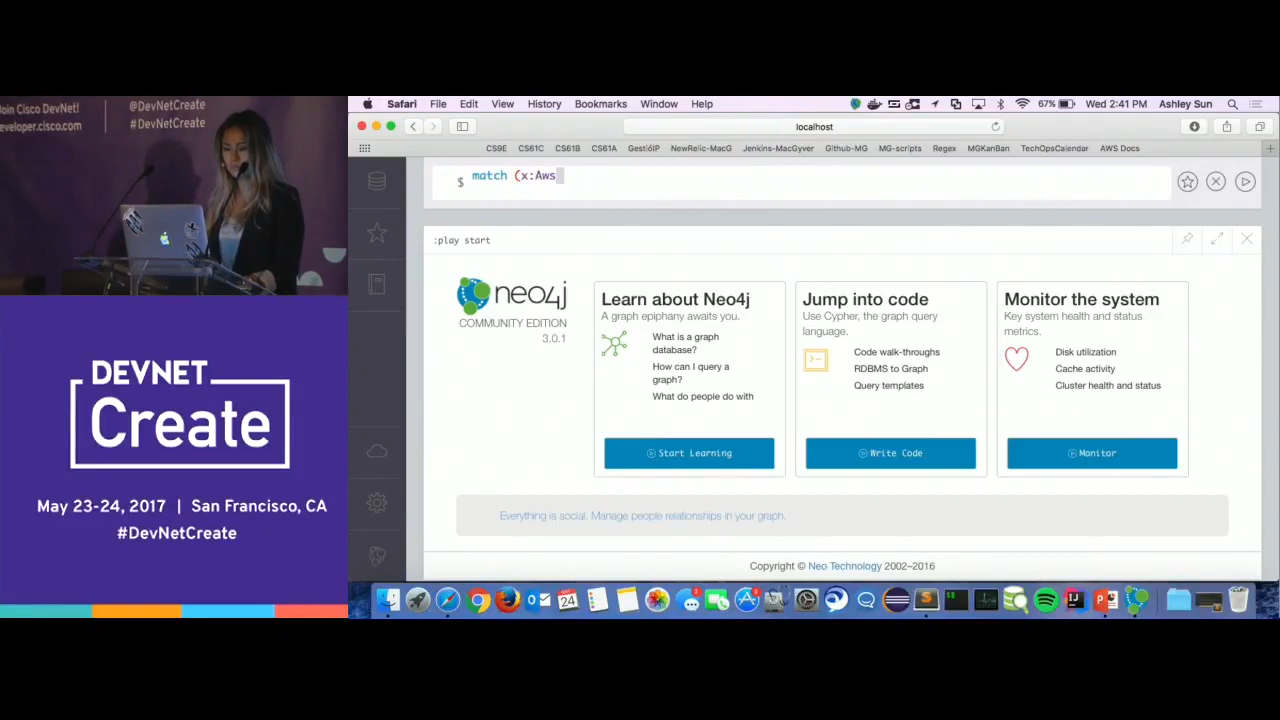 Join Cisco DevNet!
developer.cisco.com
@DevNetCreate
#DevNetCreate
DEVNET
Create
May 23-24, 2017 | San Francisco, CA
#DevNetCreate
Safari File Edit View History Bookmarks Window Help
67% Wed 2:41 PM Ashley Sun
localhost
CS9E CS61C CS61B CS61A GestióIP NewRelic-MacG Jenkins-MacGyver Github-MG MG-scripts Regex MGKanBan TechOpsCalendar AWS Docs
$ match (x:Aws
:play start
neo4j
COMMUNITY EDITION
3.0.1
Learn about Neo4j
A graph epiphany awaits you.
What is a graph
database?
How can I query a
graph?
What do people do with
Start Learning
Jump into code
Use Cypher, the graph query
language.
Code walk-throughs
RDBMS to Graph
Query templates
Write Code
Monitor the system
Key system health and status
metrics.
Disk utilization
Cache activity
Cluster health and status
Monitor
Everything is social. Manage people relationships in your graph.
Copyright © Neo Technology 2002–2016
MAY
24